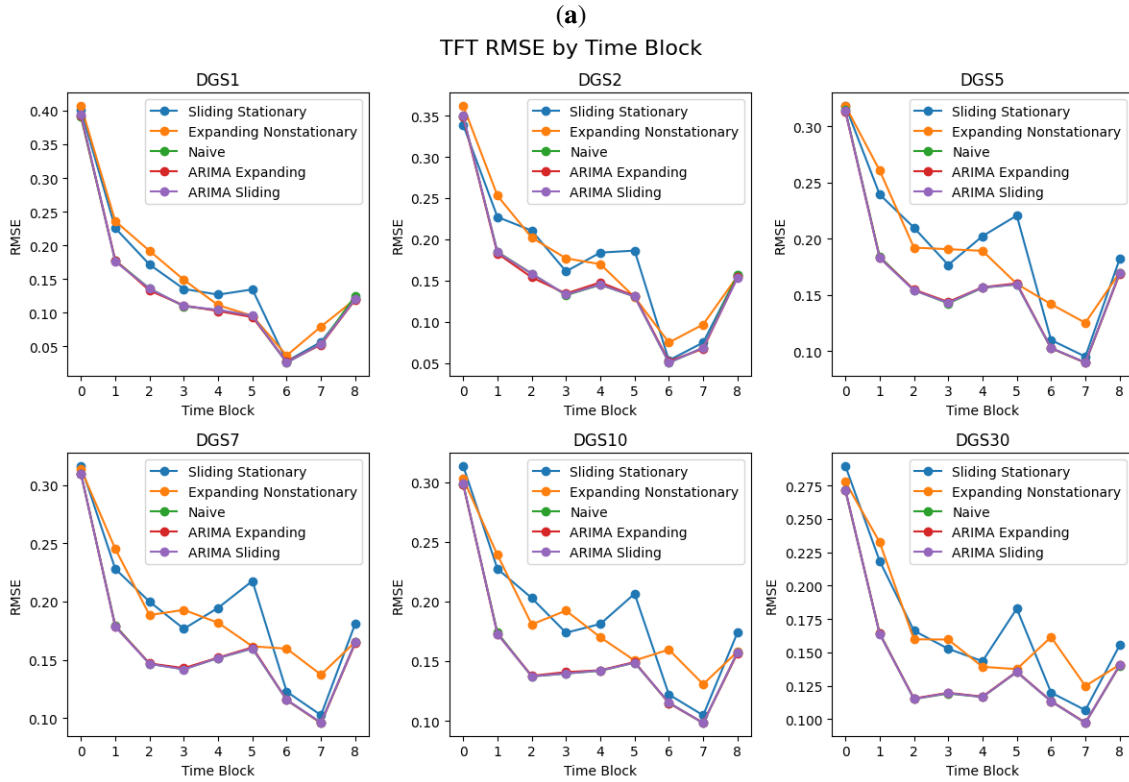 (a)
TFT RMSE by Time Block
DGS1
RMSE
0.40
0.35
0.30
0.25
0.20
0.15
0.10
0.05
Sliding Stationary
Expanding Nonstationary
Naive
ARIMA Expanding
ARIMA Sliding
0 1 2 3 4 5 6 7 8
Time Block
DGS2
RMSE
0.35
0.30
0.25
0.20
0.15
0.10
0.05
Sliding Stationary
Expanding Nonstationary
Naive
ARIMA Expanding
ARIMA Sliding
0 1 2 3 4 5 6 7 8
Time Block
DGS5
RMSE
0.30
0.25
0.20
0.15
0.10
Sliding Stationary
Expanding Nonstationary
Naive
ARIMA Expanding
ARIMA Sliding
0 1 2 3 4 5 6 7 8
Time Block
DGS7
RMSE
0.30
0.25
0.20
0.15
0.10
Sliding Stationary
Expanding Nonstationary
Naive
ARIMA Expanding
ARIMA Sliding
0 1 2 3 4 5 6 7 8
Time Block
DGS10
RMSE
0.30
0.25
0.20
0.15
0.10
Sliding Stationary
Expanding Nonstationary
Naive
ARIMA Expanding
ARIMA Sliding
0 1 2 3 4 5 6 7 8
Time Block
DGS30
RMSE
0.275
0.250
0.225
0.200
0.175
0.150
0.125
0.100
Sliding Stationary
Expanding Nonstationary
Naive
ARIMA Expanding
ARIMA Sliding
0 1 2 3 4 5 6 7 8
Time Block